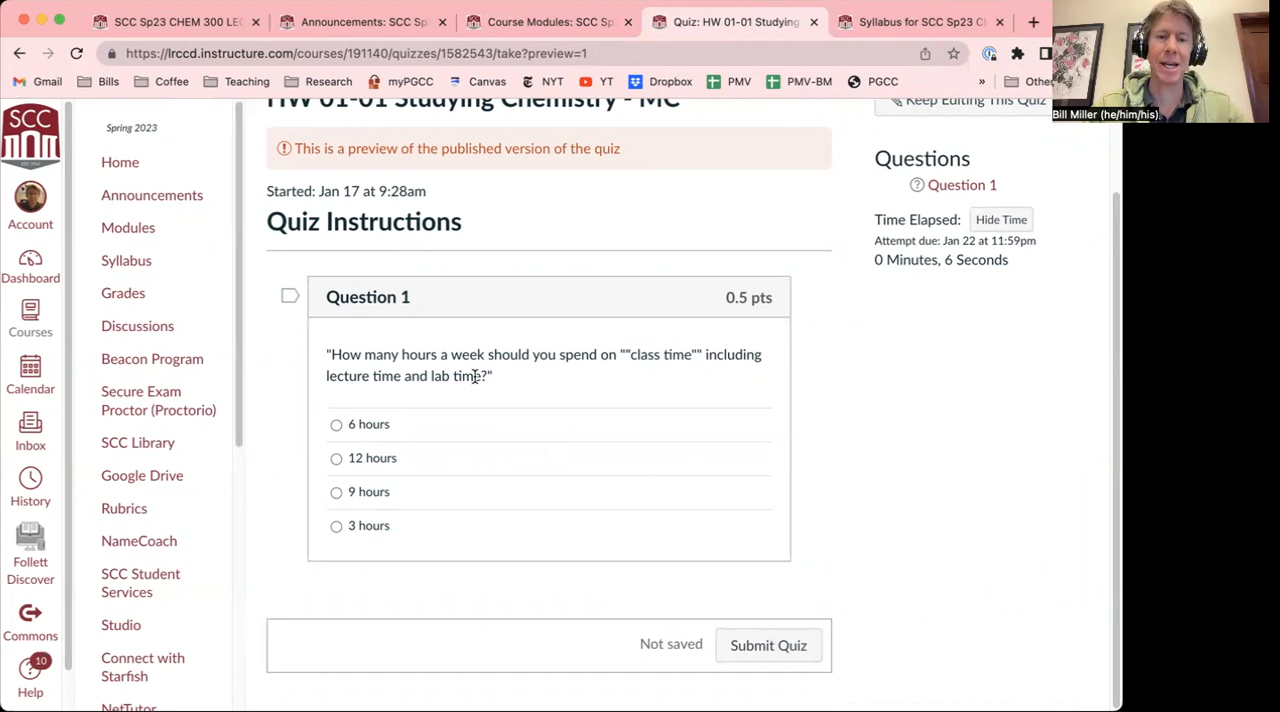 SCC Sp23 CHEM 300 LEC
Announcements: SCC Sp
Course Modules: SCC Sp
Quiz: HW 01-01 Studying
Syllabus for SCC Sp23 C
https://lrccd.instructure.com/courses/191140/quizzes/1582543/take?preview=1
Gmail
Bills
Coffee
Teaching
Research
myPGCC
Canvas
NYT
YT
Dropbox
PMV
PMV-BM
PGCC
»
Other
Bill Miller (he/him/his)
SCC
Account
Dashboard
Courses
Calendar
Inbox
History
Follett
Discover
Commons
10
Help
Spring 2023
Home
Announcements
Modules
Syllabus
Grades
Discussions
Beacon Program
Secure Exam
Proctor (Proctorio)
SCC Library
Google Drive
Rubrics
NameCoach
SCC Student
Services
Studio
Connect with
Starfish
NetTutor
HW 01-01 Studying Chemistry - MC
This is a preview of the published version of the quiz
Started: Jan 17 at 9:28am
Quiz Instructions
Question 1
0.5 pts
"How many hours a week should you spend on ""class time"" including
lecture time and lab time?"
6 hours
12 hours
9 hours
3 hours
Not saved
Submit Quiz
Keep Editing This Quiz
Questions
Question 1
Time Elapsed:
Hide Time
Attempt due: Jan 22 at 11:59pm
0 Minutes, 6 Seconds